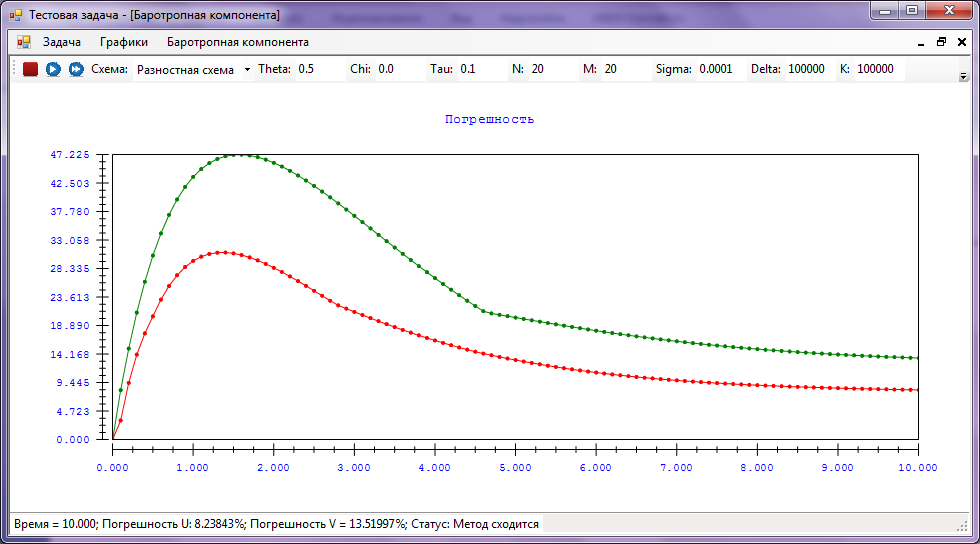 Тестовая задача - [Баротропная компонента]
Задача Графики Баротропная компонента
Схема: Разностная схема Theta: 0.5 Chi: 0.0 Tau: 0.1 N: 20 M: 20 Sigma: 0.0001 Delta: 100000 K: 100000
Погрешность
47.225
42.503
37.780
33.058
28.335
23.613
18.890
14.168
9.445
4.723
0.000
0.000 1.000 2.000 3.000 4.000 5.000 6.000 7.000 8.000 9.000 10.000
Время = 10.000; Погрешность U: 8.23843%; Погрешность V = 13.51997%; Статус: Метод сходится